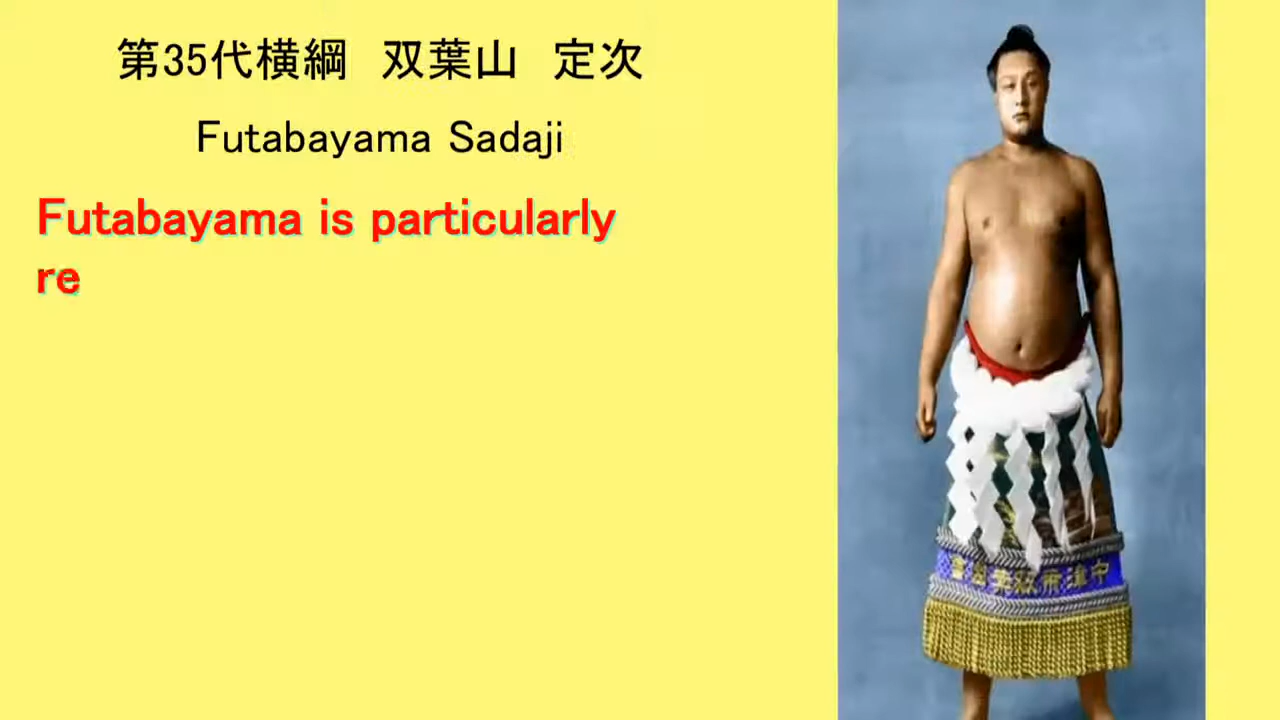 第35代横綱　双葉山　定次
Futabayama Sadaji
Futabayama is particularly
re